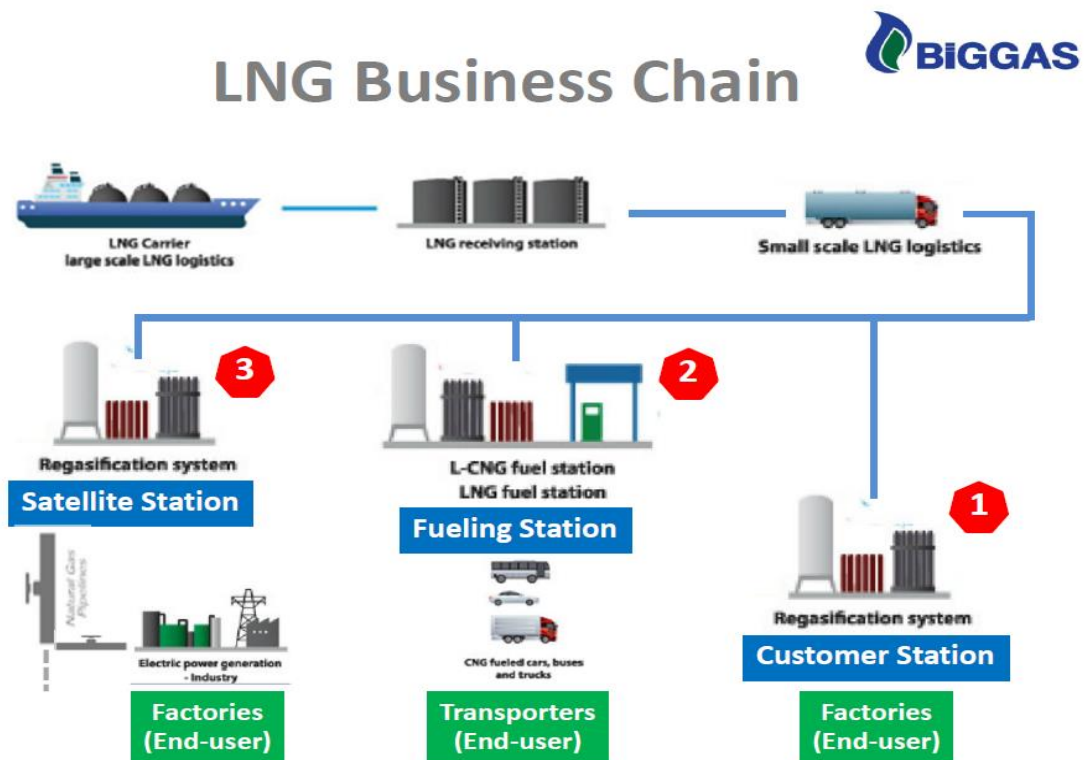 BIGGAS
LNG Business Chain
LNG Carrier
large scale LNG logistics
LNG receiving station
Small scale LNG logistics
3
Regasification system
Satellite Station
Natural Gas
Pipelines
Electric power generation
- Industry
Factories
(End-user)
2
L-CNG fuel station
LNG fuel station
Fueling Station
CNG fueled cars, buses
and trucks
Transporters
(End-user)
1
Regasification system
Customer Station
Factories
(End-user)